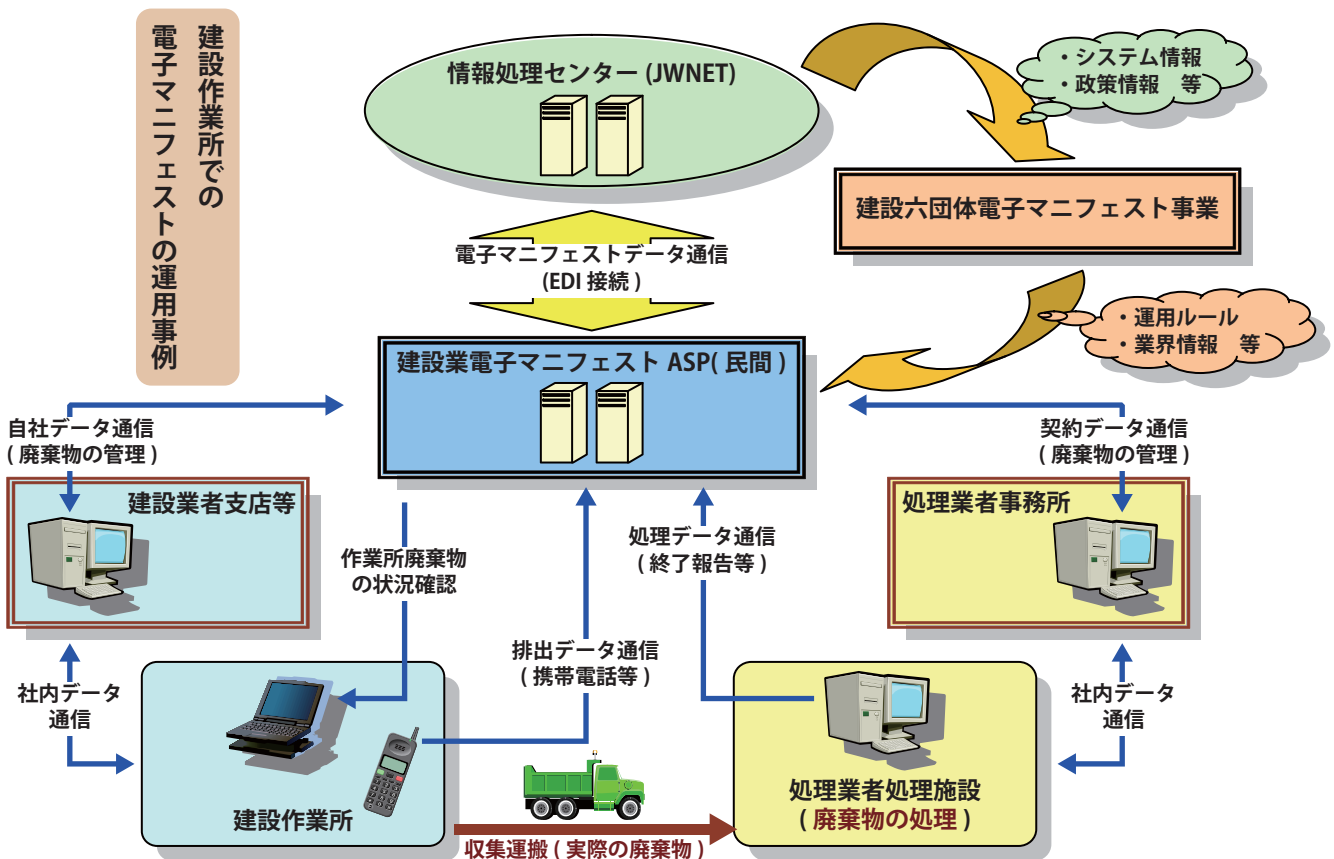 建設作業所での
電子マニフェストの運用事例
情報処理センター (JWNET)
・システム情報
・政策情報 等
建設六団体電子マニフェスト事業
電子マニフェストデータ通信
(EDI 接続 )
・運用ルール
・業界情報 等
建設業電子マニフェスト ASP( 民間 )
自社データ通信
( 廃棄物の管理 )
契約データ通信
( 廃棄物の管理 )
建設業者支店等
処理業者事務所
作業所廃棄物
の状況確認
処理データ通信
( 終了報告等 )
排出データ通信
( 携帯電話等 )
社内データ
通信
社内データ
通信
建設作業所
処理業者処理施設
( 廃棄物の処理 )
収集運搬 ( 実際の廃棄物 )